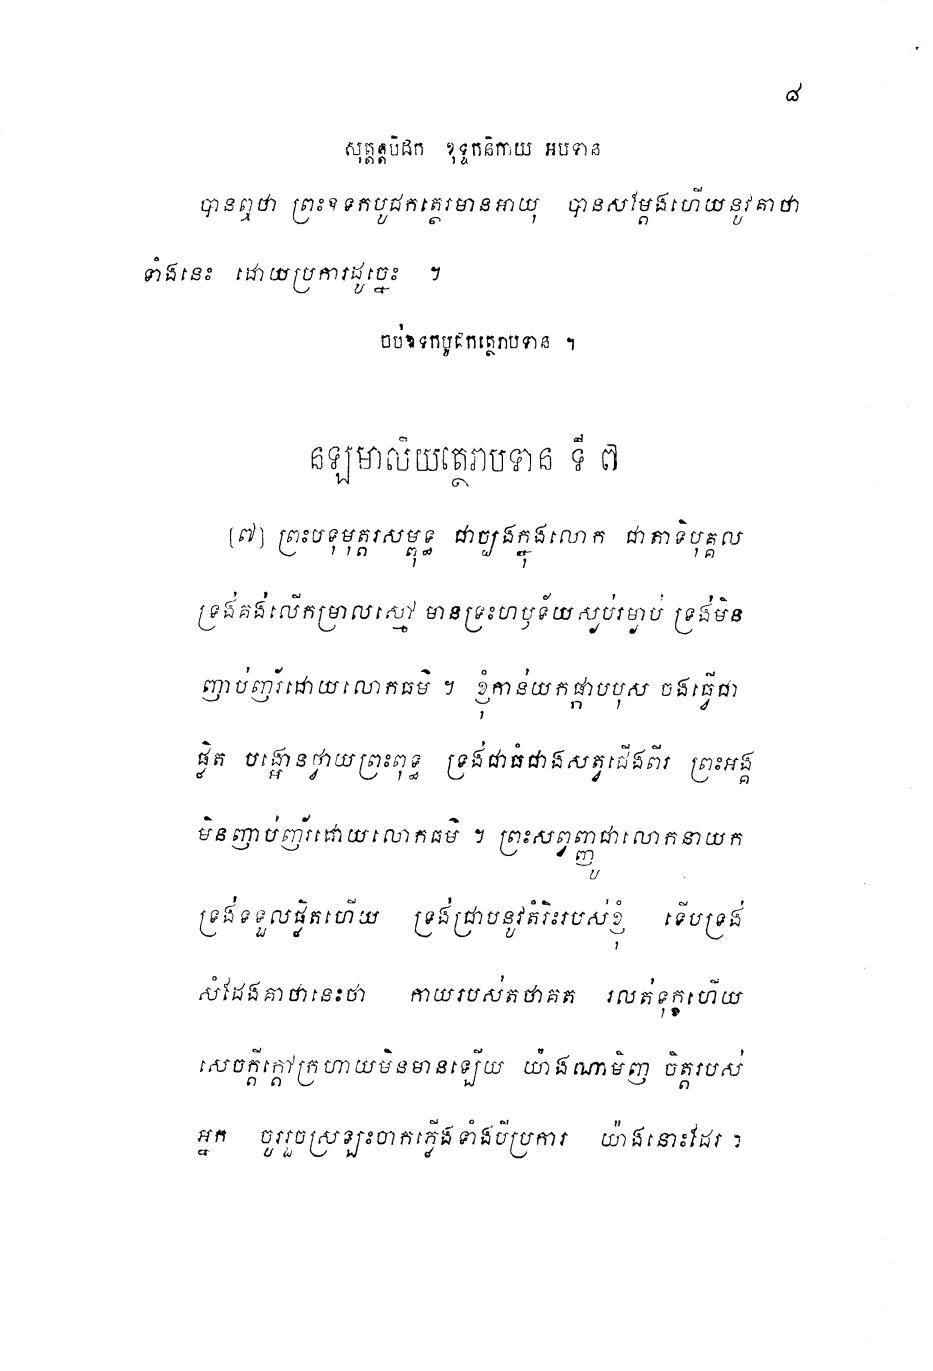 ៨
សុត្តន្តបិដក ខុទ្ទកនិកាយ អបទាន
បានឮថា ព្រះឧទកបូជកត្ថេរមានអាយុ បានសម្តែងហើយនូវគាថា
ទាំងនេះ ដោយប្រការដូច្នេះ ។
ចប់ឧទកបូជកត្ថេរាបទាន ។
នឡមាលិយត្ថេរាបទាន ទី ៧
(៧) ព្រះបទុមុត្តរសម្ពុទ្ធ ជាច្បងក្នុងលោក ជាតាទិបុគ្គល
ទ្រង់គង់លើកម្រាលស្មៅ មានទ្រះហឫទ័យស្ងប់រម្ងាប់ ទ្រង់មិន
ញាប់ញ័រដោយលោកធម៌ ។ ខ្ញុំកាន់យកផ្កាបបុស ចងធ្វើជា
ផ្លិត បង្អោនថ្វាយព្រះពុទ្ធ ទ្រង់ជាធំជាងសត្វជើងពីរ ព្រះអង្គ
មិនញាប់ញ័រដោយលោកធម៌ ។ ព្រះសព្វញ្ញូជាលោកនាយក
ទ្រង់ទទួលផ្លិតហើយ ទ្រង់ជ្រាបនូវតំរិះរបស់ខ្ញុំ ទើបទ្រង់
សំដែងគាថានេះថា កាយរបស់តថាគត រលត់ទុក្ខហើយ
សេចក្តីក្តៅក្រហាយមិនមានឡើយ យ៉ាងណាមិញ ចិត្តរបស់
អ្នក ចូររួចស្រឡះចាកភ្លើងទាំងបីប្រការ យ៉ាងនោះដែរ ។